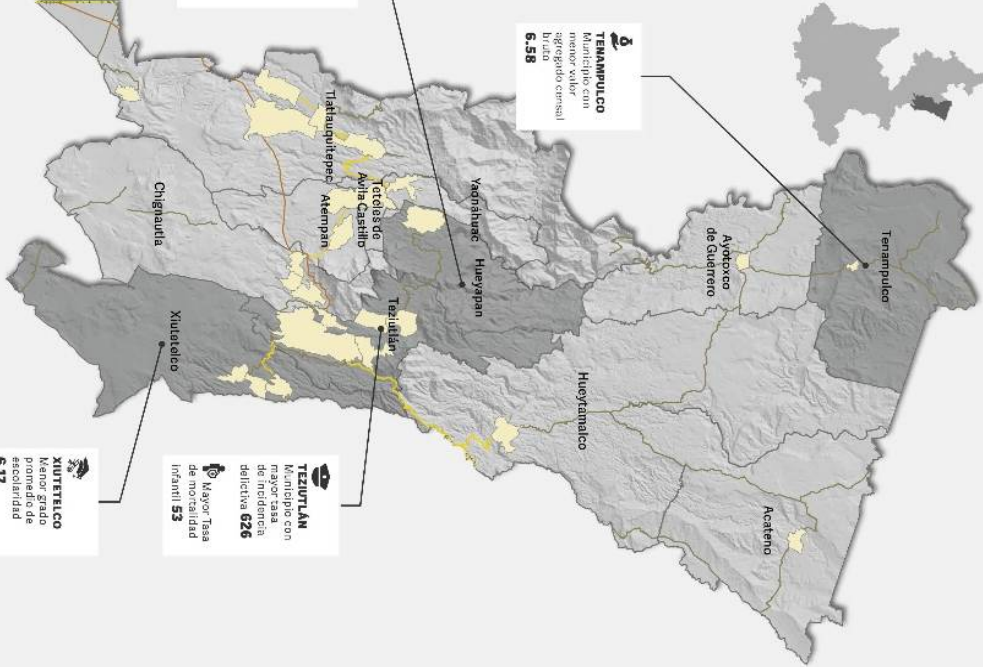 TENAMPULCO
Municipio con
menor valor
agregado censal
bruto
6.58
Tenampulco
Ayotoxco
de Guerrero
Acateno
Hueytamalco
Yaonáhuac
Hueyapan
Teteles de
Avila Castillo
Tlatlauquitepec
Atempan
Teziutlán
Chignautla
Xiutetelco
TEZIUTLÁN
Municipio con
mayor tasa
de incidencia
delictiva 626
Mayor Tasa
de mortalidad
infantil 53
XIUTETELCO
Menor grado
promedio de
escolaridad
6.17